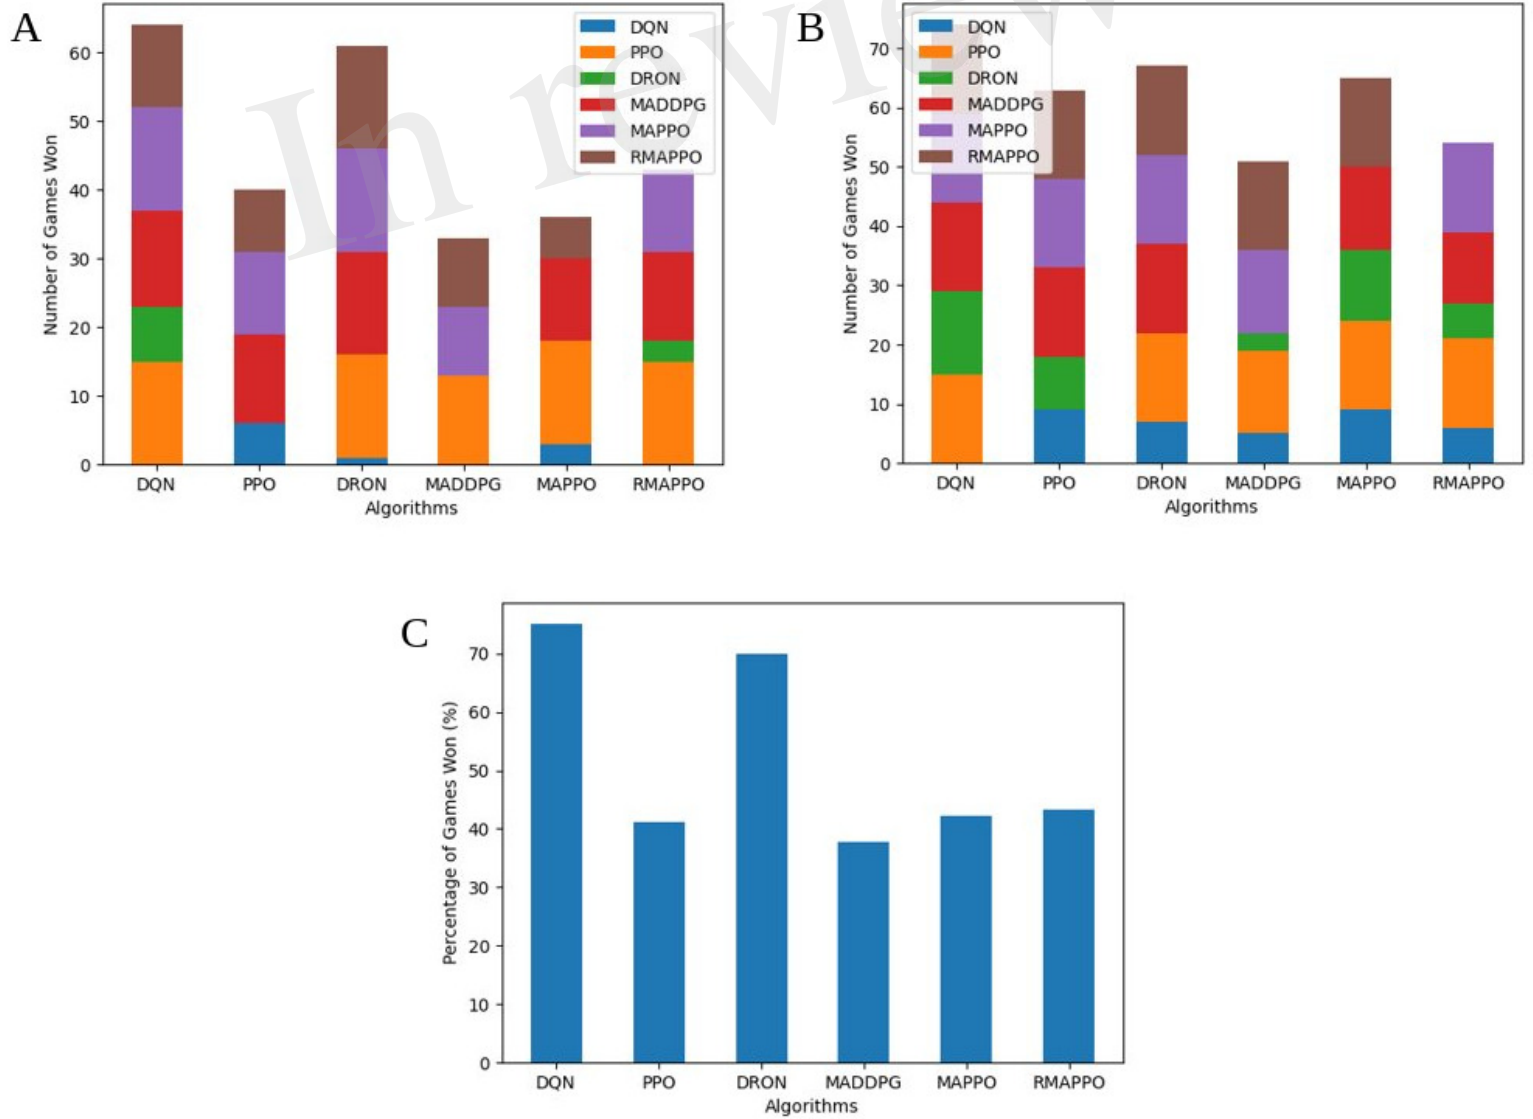 A
B
In review
DQN
PPO
DRON
MADDPG
MAPPO
RMAPPO
Number of Games Won
60
50
40
30
20
10
0
DQN PPO DRON MADDPG MAPPO RMAPPO
Algorithms
DQN
PPO
DRON
MADDPG
MAPPO
RMAPPO
Number of Games Won
70
60
50
40
30
20
10
0
DQN PPO DRON MADDPG MAPPO RMAPPO
Algorithms
C
Percentage of Games Won (%)
70
60
50
40
30
20
10
0
DQN PPO DRON MADDPG MAPPO RMAPPO
Algorithms